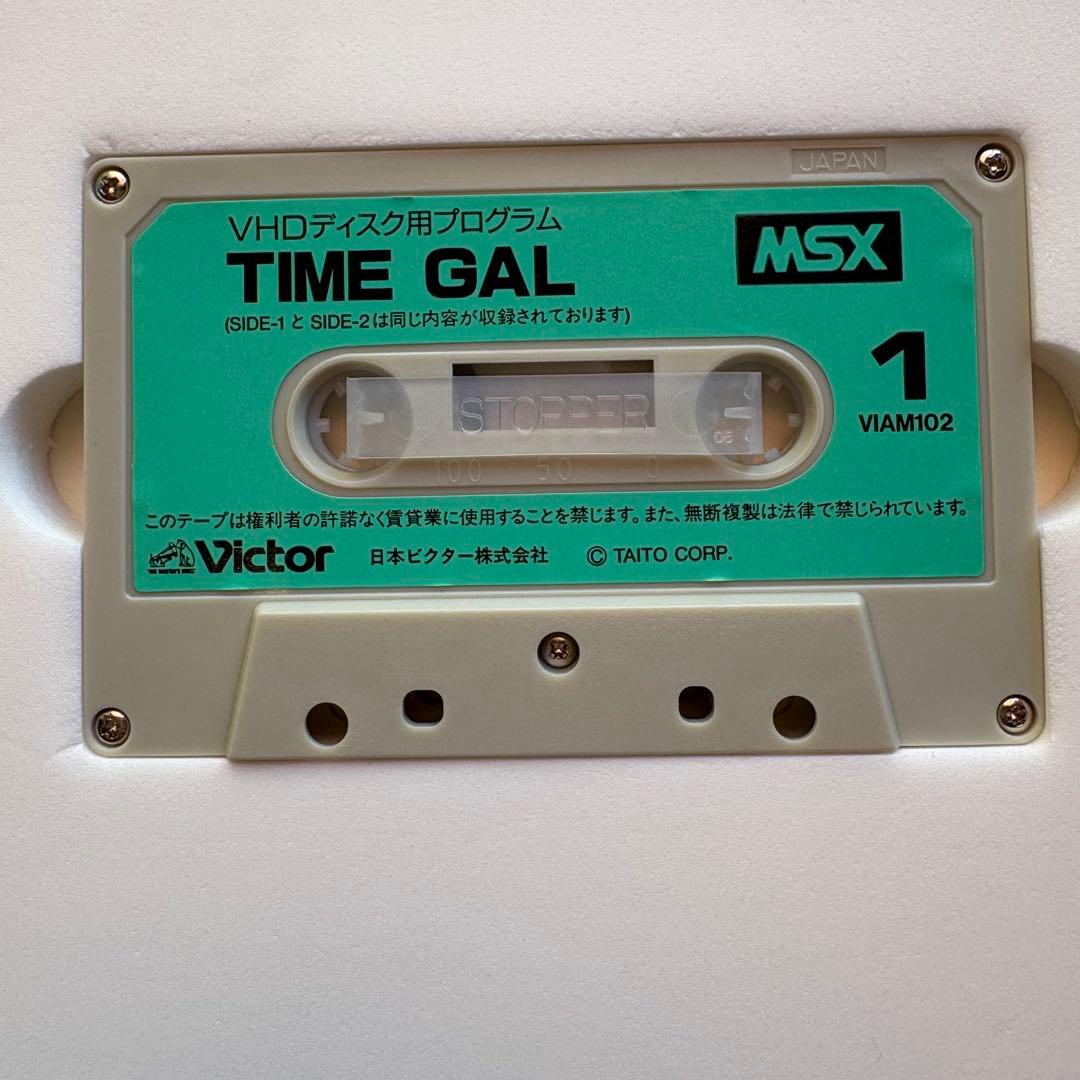 JAPAN
VHDディスク用プログラム
TIME GAL
MSX
(SIDE-1 と SIDE-2は同じ内容が収録されております)
1
VIAM102
STOPPER
06
100 50 0
このテープは権利者の許諾なく賃貸業に使用することを禁じます。また、無断複製は法律で禁じられています。
"HIS MASTER'S VOICE"
Victor 日本ビクター株式会社 © TAITO CORP.